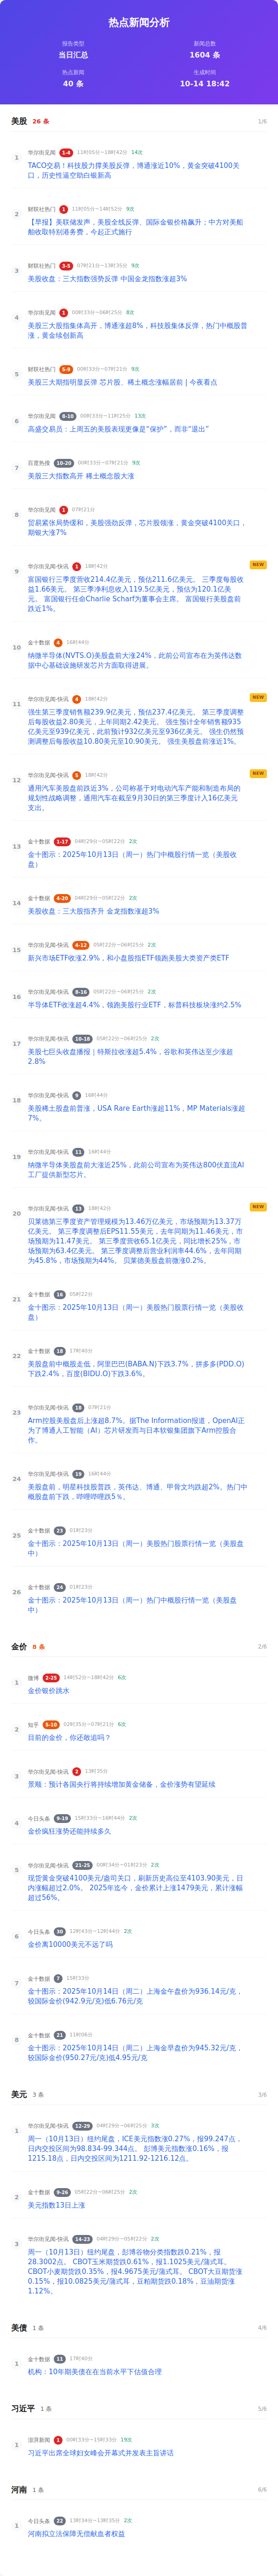 热点新闻分析
报告类型
当日汇总
新闻总数
1604 条
热点新闻
40 条
生成时间
10-14 18:42
美股 26 条 1/6
1
华尔街见闻 1-4 11时05分~18时42分 14次
TACO交易！科技股力撑美股反弹，博通涨近10%，黄金突破4100关
口，历史性逼空助白银新高
2
财联社热门 1 11时05分~14时52分 9次
【早报】美联储发声，美股全线反弹、国际金银价格飙升；中方对美船
舶收取特别港务费，今起正式施行
3
财联社热门 3-5 07时21分~13时35分 9次
美股收盘：三大指数强势反弹 中国金龙指数涨超3%
4
华尔街见闻 1 00时33分~06时25分 8次
美股三大股指集体高开，博通涨超8%，科技股集体反弹，热门中概股普
涨，黄金续创新高
5
财联社热门 5-9 00时33分~07时21分 9次
美股三大期指明显反弹 芯片股、稀土概念涨幅居前 | 今夜看点
6
华尔街见闻 8-10 00时33分~11时25分 13次
高盛交易员：上周五的美股表现更像是“保护”，而非“退出”
7
百度热搜 10-20 00时33分~07时21分 9次
美股三大指数高开 稀土概念股大涨
8
华尔街见闻 1 07时21分
贸易紧张局势缓和，美股强劲反弹，芯片股领涨，黄金突破4100关口，
期银大涨7%
9
华尔街见闻-快讯 1 18时42分 NEW
富国银行三季度营收214.4亿美元，预估211.6亿美元。 三季度每股收
益1.66美元。 第三季净利息收入119.5亿美元，预估为120.1亿美
元。 富国银行任命Charlie Scharf为董事会主席。 富国银行美股盘前
跌近1%。
10
金十数据 4 16时44分
纳微半导体(NVTS.O)美股盘前大涨24%，此前公司宣布为英伟达数
据中心基础设施研发芯片方面取得进展。
11
华尔街见闻-快讯 4 18时42分 NEW
强生第三季度销售额239.9亿美元，预估237.4亿美元。 第三季度调整
后每股收益2.80美元，上年同期2.42美元。 强生预计全年销售额935
亿美元至939亿美元，此前预计932亿美元至936亿美元。 强生仍然预
测调整后每股收益10.80美元至10.90美元。 强生美股盘前涨近1%。
12
华尔街见闻-快讯 5 18时42分 NEW
通用汽车美股盘前跌近3%，公司称基于对电动汽车产能和制造布局的
规划性战略调整，通用汽车在截至9月30日的第三季度计入16亿美元
支出。
13
金十数据 1-17 04时29分~05时22分 2次
金十图示：2025年10月13日（周一）热门中概股行情一览（美股收
盘）
14
金十数据 4-20 04时29分~05时22分 2次
美股收盘：三大股指齐升 金龙指数涨超3%
15
华尔街见闻-快讯 4-12 05时22分~06时25分 2次
新兴市场ETF收涨2.9%，和小盘股指ETF领跑美股大类资产类ETF
16
华尔街见闻-快讯 8-16 05时22分~06时25分 2次
半导体ETF收涨超4.4%，领跑美股行业ETF，标普科技板块涨约2.5%
17
华尔街见闻-快讯 10-18 05时22分~06时25分 2次
美股七巨头收盘播报｜特斯拉收涨超5.4%，谷歌和英伟达至少涨超
2.8%
18
华尔街见闻-快讯 9 16时44分
美股稀土盘前普涨，USA Rare Earth涨超11%，MP Materials涨超
7%。
19
华尔街见闻-快讯 11 16时44分
纳微半导体美股盘前大涨近25%，此前公司宣布为英伟达800伏直流AI
工厂提供新型芯片。
20
华尔街见闻-快讯 13 18时42分 NEW
贝莱德第三季度资产管理规模为13.46万亿美元，市场预期为13.37万
亿美元。 第三季度调整后EPS11.55美元，去年同期为11.46美元，市
场预期为11.47美元。 第三季度营收65.1亿美元，同比增长25%，市
场预期为63.4亿美元。 第三季度调整后营业利润率44.6%，去年同期
为45.8%，市场预期为44%。 贝莱德美股盘前微涨0.2%。
21
金十数据 16 05时22分
金十图示：2025年10月13日（周一）美股热门股票行情一览（美股收
盘）
22
金十数据 18 17时40分
美股盘前中概股走低，阿里巴巴(BABA.N)下跌3.7%，拼多多(PDD.O)
下跌2.4%，百度(BIDU.O)下跌3.6%。
23
华尔街见闻-快讯 18 07时21分
Arm控股美股盘后上涨超8.7%。据The Information报道，OpenAI正
为了博通人工智能（AI）芯片研发而与日本软银集团旗下Arm控股合
作。
24
华尔街见闻-快讯 19 16时44分
美股盘前，明星科技股普跌，英伟达、博通、甲骨文均跌超2%。热门中
概股盘前下跌，哔哩哔哩跌5％。
25
金十数据 23 01时23分
金十图示：2025年10月13日（周一）美股热门股票行情一览（美股盘
中）
26
金十数据 24 01时23分
金十图示：2025年10月13日（周一）热门中概股行情一览（美股盘
中）
金价 8 条 2/6
1
微博 2-25 14时52分~18时42分 6次
金价银价跳水
2
知乎 5-10 02时35分~07时21分 6次
目前的金价，你还敢追吗？
3
华尔街见闻 2 13时35分
景顺：预计各国央行将持续增加黄金储备，金价涨势有望延续
4
今日头条 9-19 15时33分~16时44分 2次
金价疯狂涨势还能持续多久
5
华尔街见闻-快讯 21-25 00时34分~01时23分 2次
现货黄金突破4100美元/盎司关口，刷新历史高位至4103.90美元，日
内涨幅超过2.0%。 2025年迄今，金价累计上涨1479美元，累计涨幅
超过56%。
6
今日头条 30 12时43分~12时44分 2次
金价离10000美元不远了吗
7
金十数据 7 15时33分
金十图示：2025年10月14日（周二）上海金午盘价为936.14元/克，
较国际金价(942.9元/克)低6.76元/克
8
金十数据 21 11时06分
金十图示：2025年10月14日（周二）上海金早盘价为945.32元/克，
较国际金价(950.27元/克)低4.95元/克
美元 3 条 3/6
1
华尔街见闻-快讯 12-29 04时29分~06时25分 3次
周一（10月13日）纽约尾盘，ICE美元指数涨0.27%，报99.247点，
日内交投区间为98.834-99.344点。 彭博美元指数涨0.16%，报
1215.18点，日内交投区间为1211.92-1216.12点。
2
金十数据 9-26 05时22分~06时25分 2次
美元指数13日上涨
3
华尔街见闻-快讯 14-23 04时29分~05时22分 2次
周一（10月13日）纽约尾盘，彭博谷物分类指数跌0.21%，报
28.3002点。 CBOT玉米期货跌0.61%，报1.1025美元/蒲式耳。
CBOT小麦期货跌0.35%，报4.9675美元/蒲式耳。 CBOT大豆期货涨
0.15%，报10.0825美元/蒲式耳，豆粕期货跌0.18%，豆油期货涨
1.12%。
美债 1 条 4/6
1
金十数据 11 17时40分
机构：10年期美债在在当前水平下估值合理
习近平 1 条 5/6
1
澎湃新闻 1 00时33分~15时33分 19次
习近平出席全球妇女峰会开幕式并发表主旨讲话
河南 1 条 6/6
1
今日头条 22 13时34分~13时35分 2次
河南拟立法保障无偿献血者权益